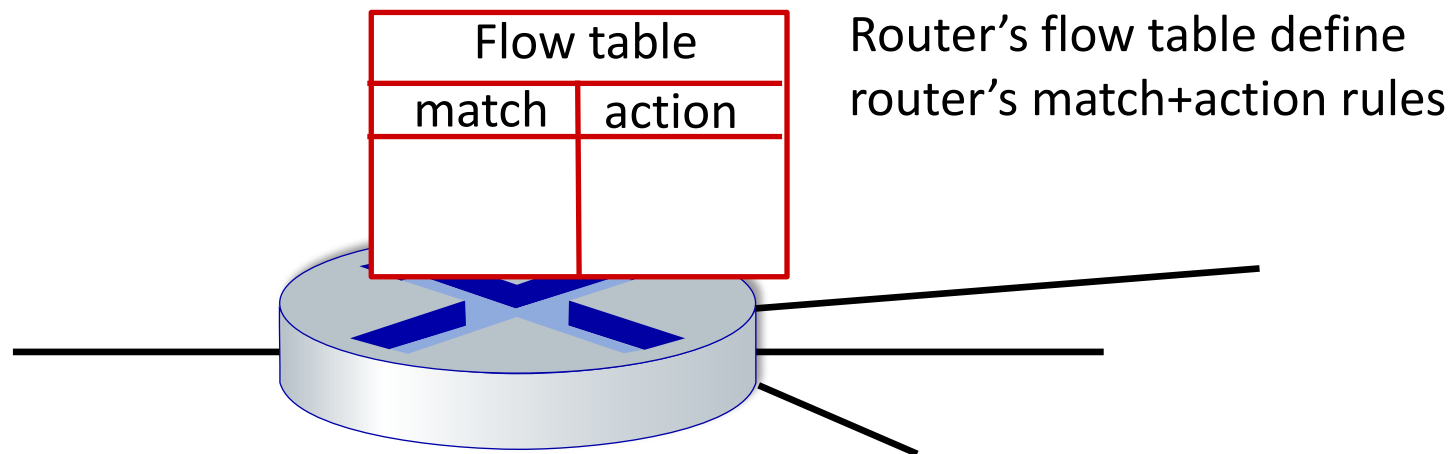 Flow table
match action
Router’s flow table define
router’s match+action rules